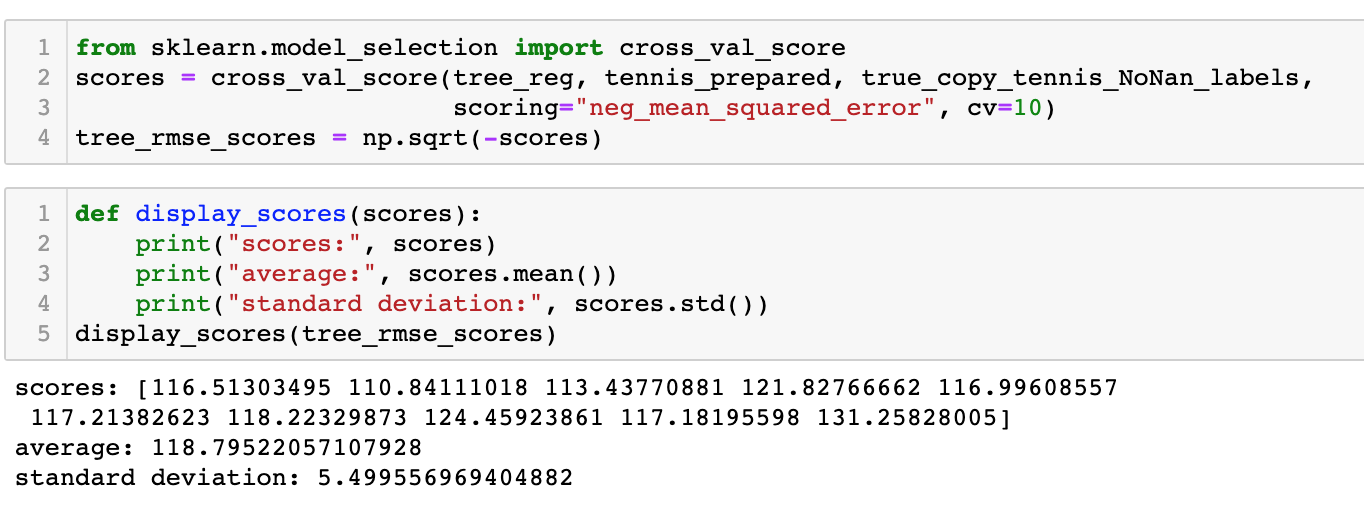 1 from sklearn.model_selection import cross_val_score
2 scores = cross_val_score(tree_reg, tennis_prepared, true_copy_tennis_NoNan_labels,
3                          scoring="neg_mean_squared_error", cv=10)
4 tree_rmse_scores = np.sqrt(-scores)
1 def display_scores(scores):
2     print("scores:", scores)
3     print("average:", scores.mean())
4     print("standard deviation:", scores.std())
5 display_scores(tree_rmse_scores)
scores: [116.51303495 110.84111018 113.43770881 121.82766662 116.99608557
 117.21382623 118.22329873 124.45923861 117.18195598 131.25828005]
average: 118.79522057107928
standard deviation: 5.499556969404882